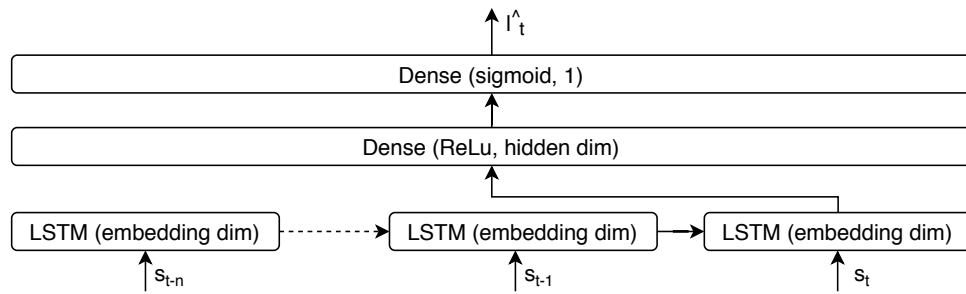 l^t
Dense (sigmoid, 1)
Dense (ReLu, hidden dim)
LSTM (embedding dim) LSTM (embedding dim) LSTM (embedding dim)
st-n st-1 st